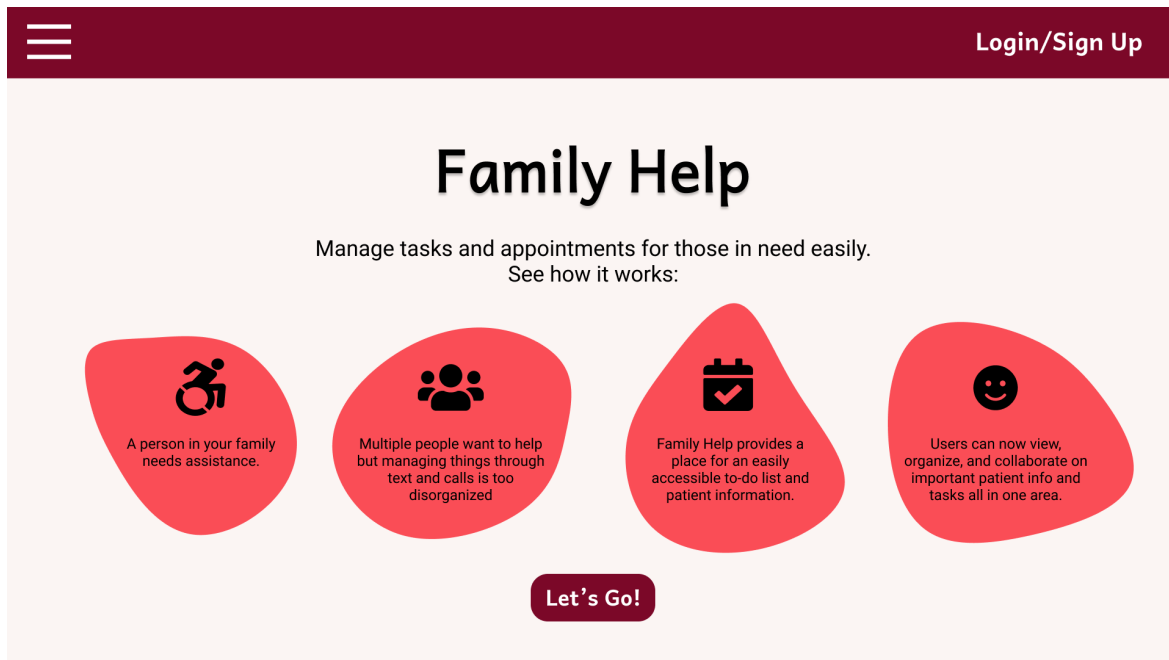 Login/Sign Up
Family Help
Manage tasks and appointments for those in need easily.
See how it works:
A person in your family
needs assistance.
Multiple people want to help
but managing things through
text and calls is too
disorganized
Family Help provides a
place for an easily
accessible to-do list and
patient information.
Users can now view,
organize, and collaborate on
important patient info and
tasks all in one area.
Let's Go!